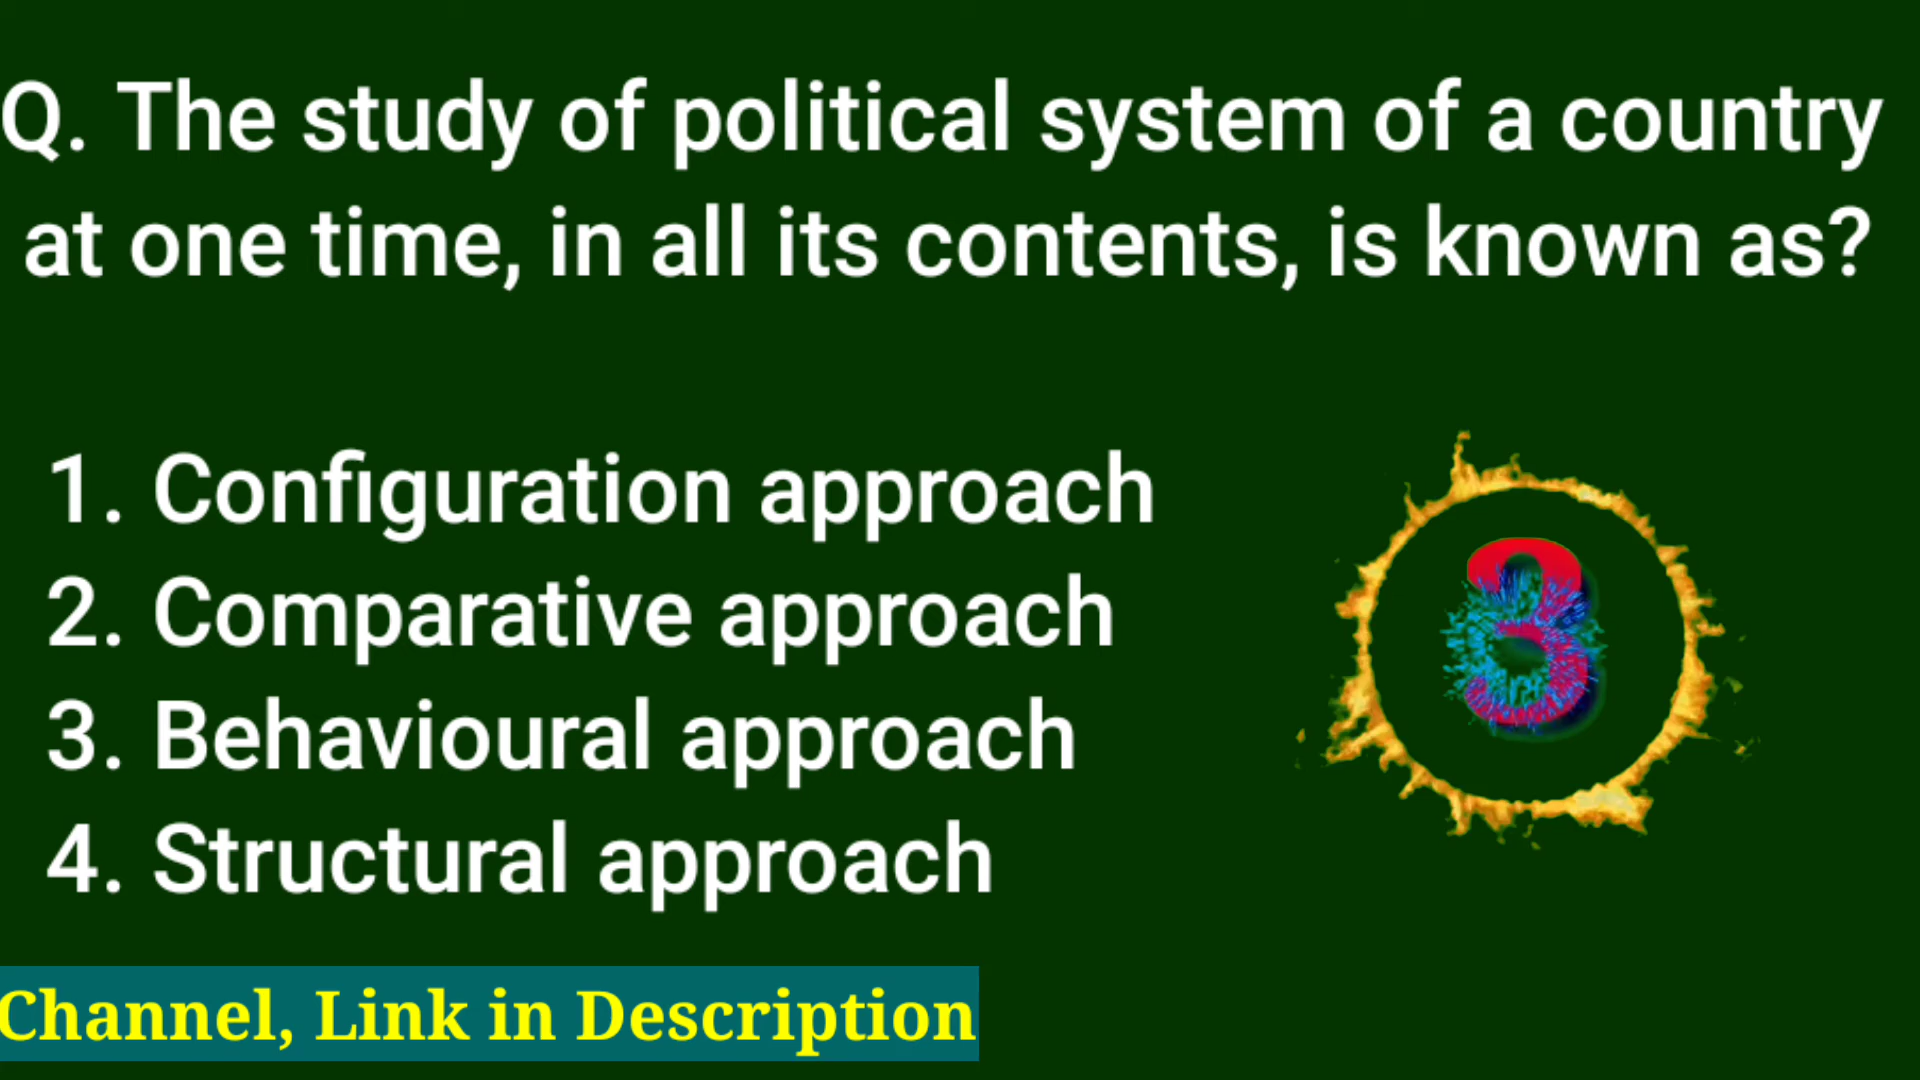 Q. The study of political system of a country
at one time, in all its contents, is known as?
1. Configuration approach
2. Comparative approach
3. Behavioural approach
4. Structural approach
3
Channel, Link in Description